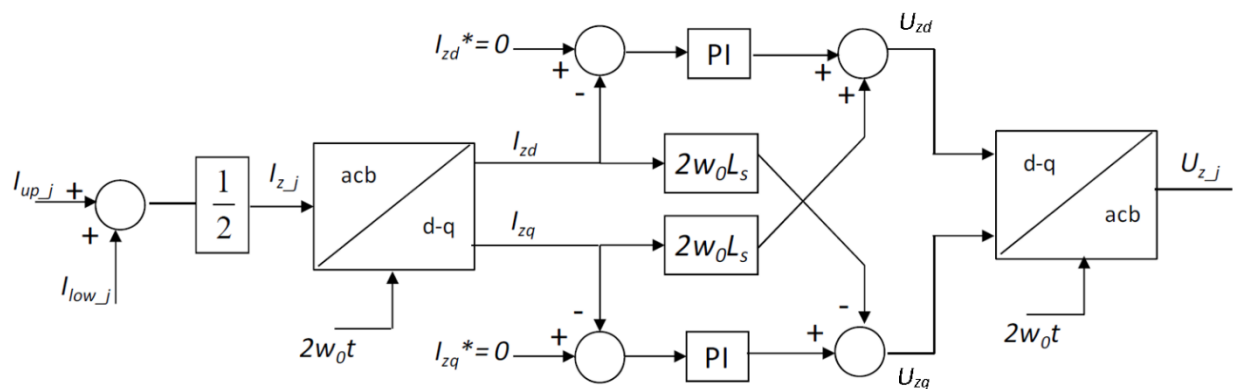 I_zd*= 0
+
-
PI
+
+
U_zd
I_up_j
+
+
I_low_j
1
2
I_z_j
acb
d-q
2w_0t
I_zd
I_zq
2w_0L_s
2w_0L_s
d-q
acb
U_z_j
2w_0t
-
+
I_zq*= 0
PI
+
-
U_zq